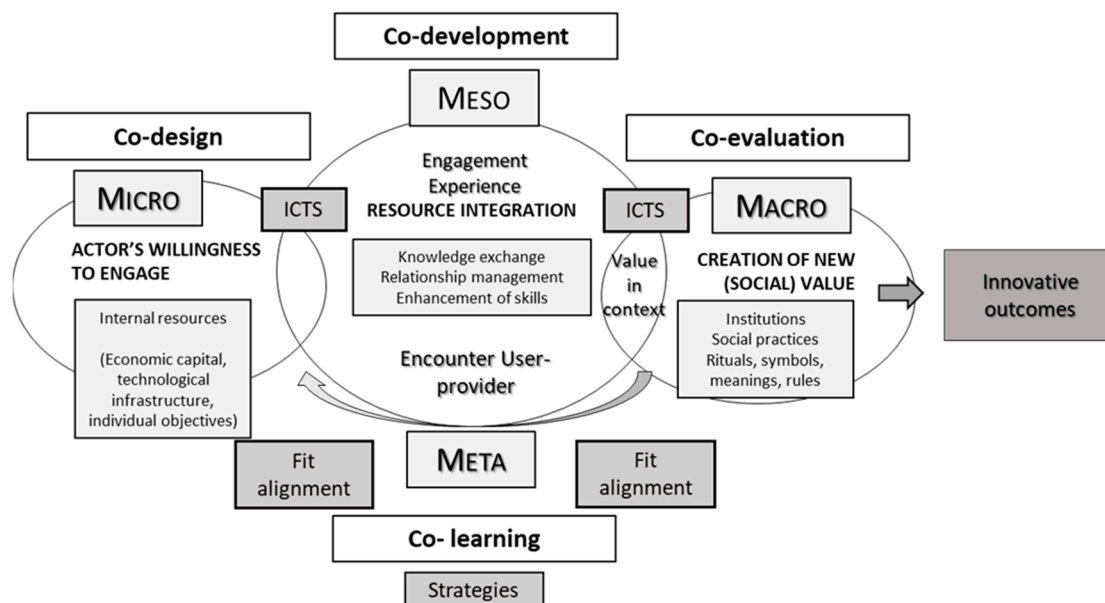 Co-development
MESO
Co-design
Co-evaluation
MICRO
ICTS
Engagement
Experience
RESOURCE INTEGRATION
ICTS
MACRO
ACTOR'S WILLINGNESS
TO ENGAGE
Knowledge exchange
Relationship management
Enhancement of skills
Value
in
context
CREATION OF NEW
(SOCIAL) VALUE
Innovative
outcomes
Internal resources
(Economic capital,
technological
infrastructure,
individual objectives)
Institutions
Social practices
Rituals, symbols,
meanings, rules
Encounter User-
provider
META
Fit
alignment
Fit
alignment
Co- learning
Strategies